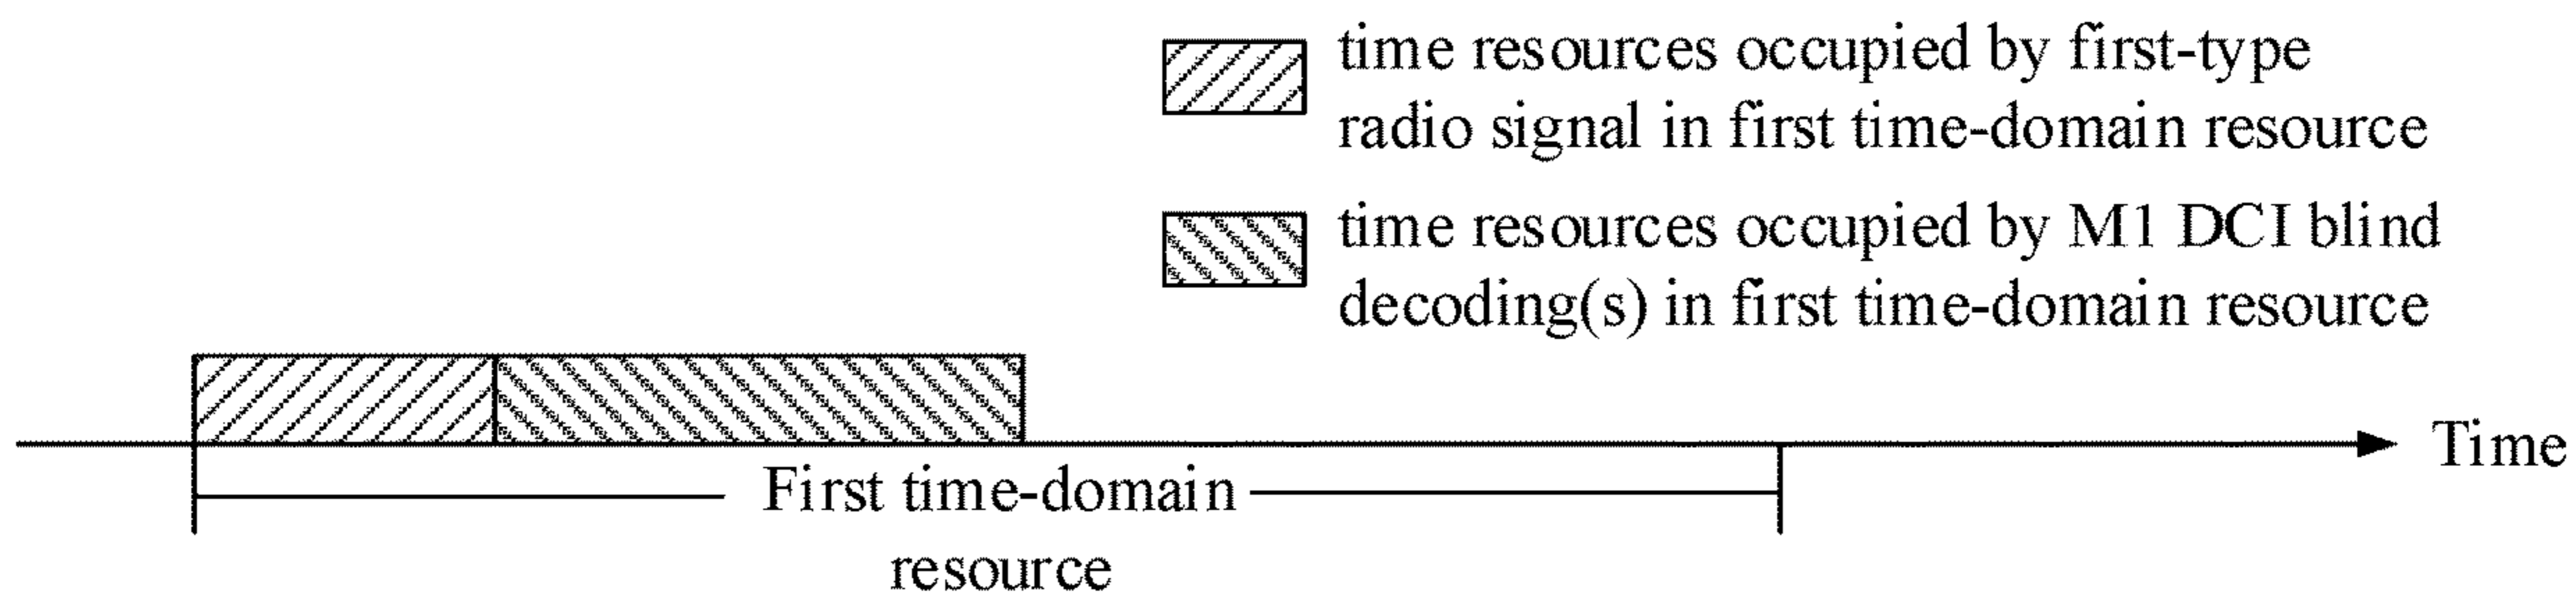 time resources occupied by first-type
radio signal in first time-domain resource
time resources occupied by M1 DCI blind
decoding(s) in first time-domain resource
Time
First time-domain
resource